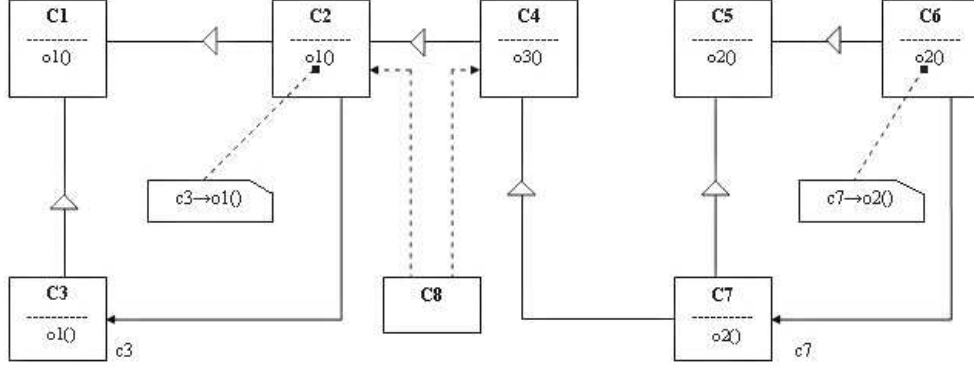 C1
o1()
C2
o1()
C4
o3()
C5
o2()
C6
o2()
c3→o1()
c7→o2()
C3
o1()
c3
C8
C7
o2()
c7